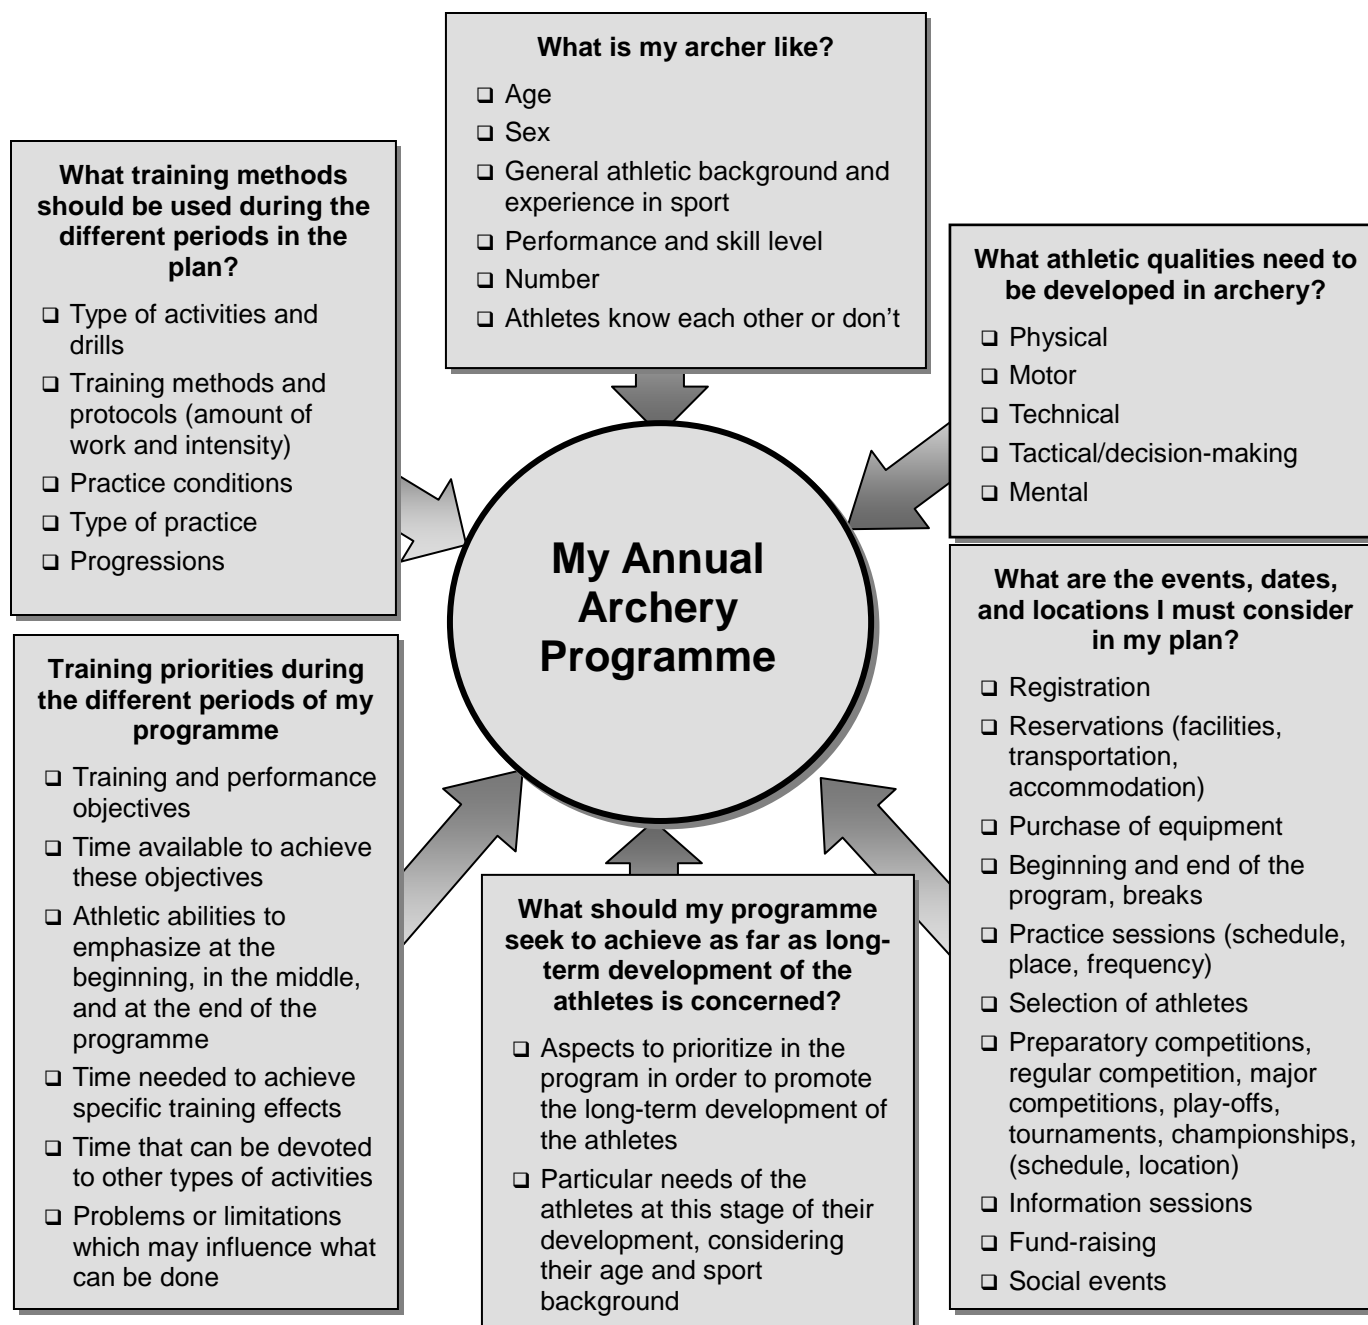 What is my archer like?
❑ Age
❑ Sex
❑ General athletic background and
experience in sport
❑ Performance and skill level
❑ Number
❑ Athletes know each other or don’t
What training methods
should be used during the
different periods in the
plan?
❑ Type of activities and
drills
❑ Training methods and
protocols (amount of
work and intensity)
❑ Practice conditions
❑ Type of practice
❑ Progressions
What athletic qualities need to
be developed in archery?
❑ Physical
❑ Motor
❑ Technical
❑ Tactical/decision-making
❑ Mental
My Annual
Archery
Programme
Training priorities during
the different periods of my
programme
❑ Training and performance
objectives
❑ Time available to achieve
these objectives
❑ Athletic abilities to
emphasize at the
beginning, in the middle,
and at the end of the
programme
❑ Time needed to achieve
specific training effects
❑ Time that can be devoted
to other types of activities
❑ Problems or limitations
which may influence what
can be done
What should my programme
seek to achieve as far as long-
term development of the
athletes is concerned?
❑ Aspects to prioritize in the
program in order to promote
the long-term development of
the athletes
❑ Particular needs of the
athletes at this stage of their
development, considering
their age and sport
background
What are the events, dates,
and locations I must consider
in my plan?
❑ Registration
❑ Reservations (facilities,
transportation,
accommodation)
❑ Purchase of equipment
❑ Beginning and end of the
program, breaks
❑ Practice sessions (schedule,
place, frequency)
❑ Selection of athletes
❑ Preparatory competitions,
regular competition, major
competitions, play-offs,
tournaments, championships,
(schedule, location)
❑ Information sessions
❑ Fund-raising
❑ Social events